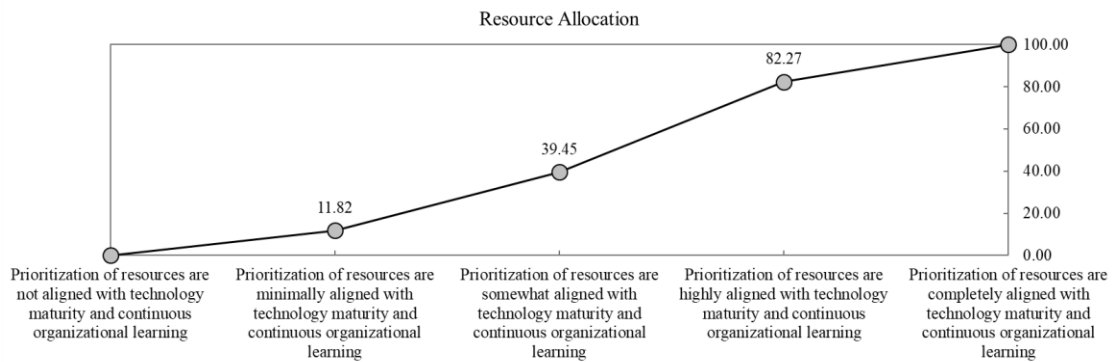 Resource Allocation
100.00
82.27
80.00
60.00
39.45
40.00
11.82
20.00
0.00
Prioritization of resources are
not aligned with technology
maturity and continuous
organizational learning
Prioritization of resources are
minimally aligned with
technology maturity and
continuous organizational
learning
Prioritization of resources are
somewhat aligned with
technology maturity and
continuous organizational
learning
Prioritization of resources are
highly aligned with technology
maturity and continuous
organizational learning
Prioritization of resources are
completely aligned with
technology maturity and
continuous organizational
learning